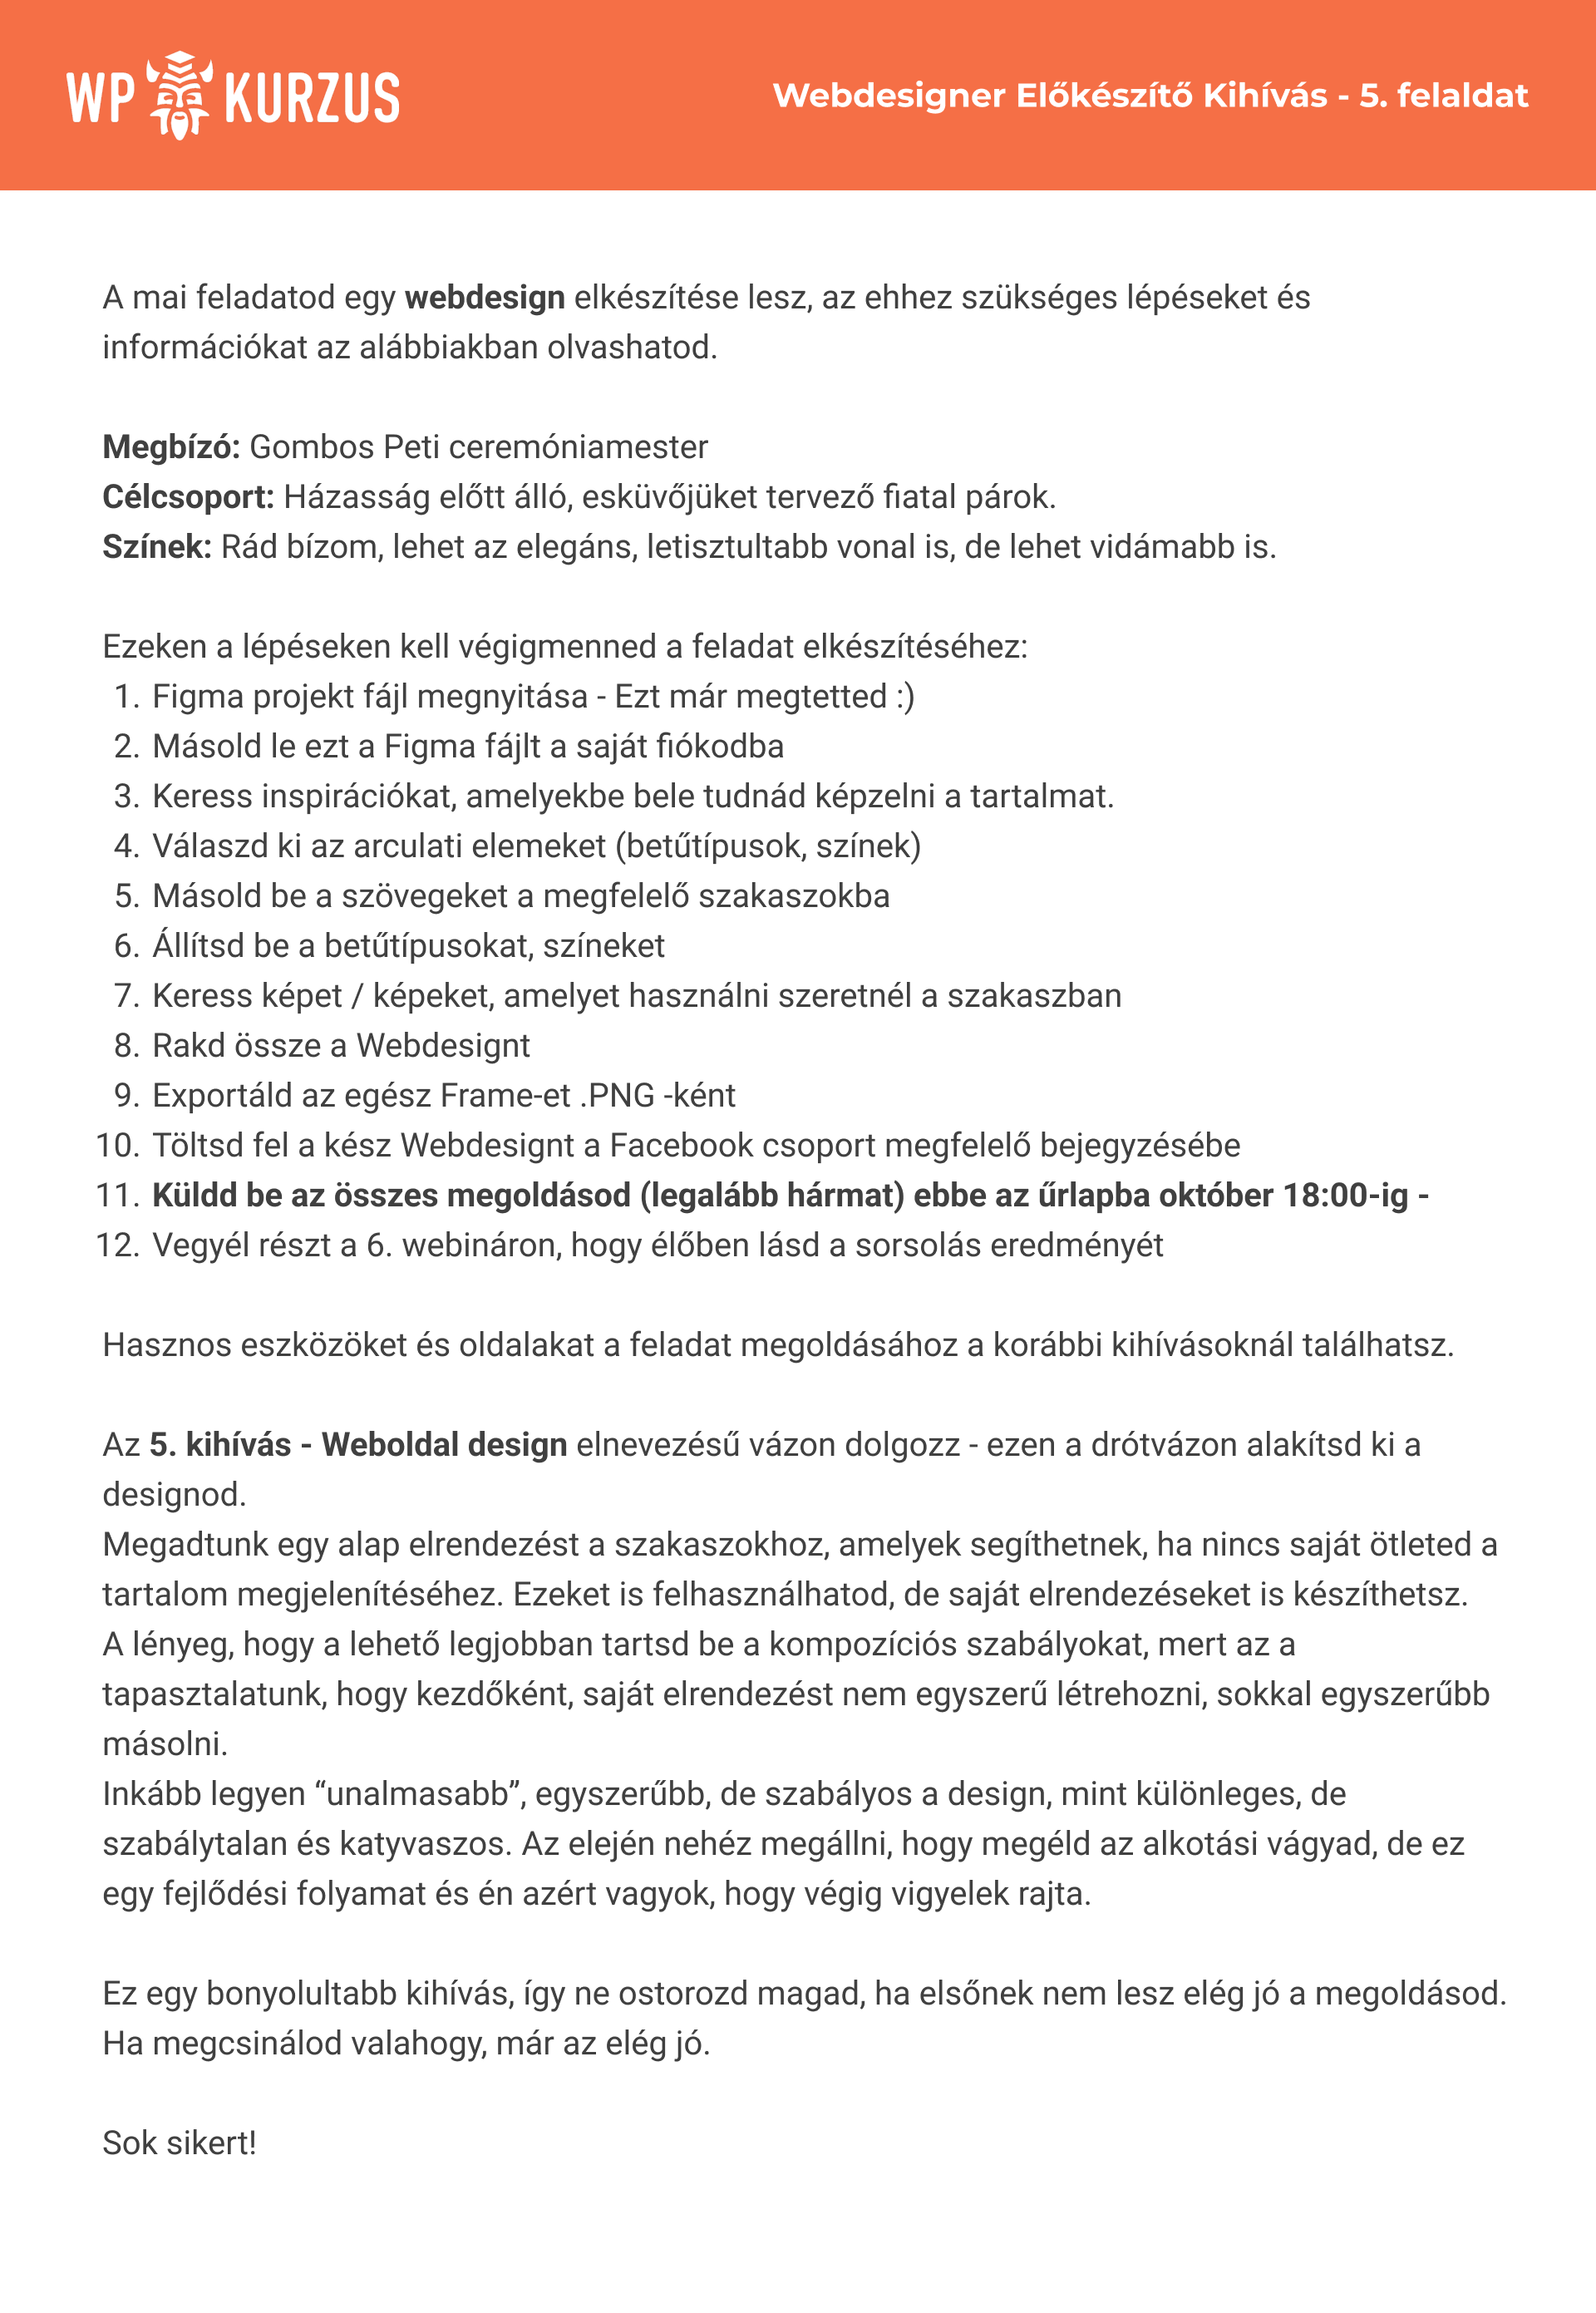 WP KURZUS
Webdesigner Előkészítő Kihívás - 5. felaldat
A mai feladatod egy webdesign elkészítése lesz, az ehhez szükséges lépéseket és
információkat az alábbiakban olvashatod.
Megbízó: Gombos Peti ceremóniamester
Célcsoport: Házasság előtt álló, esküvőjüket tervező fiatal párok.
Színek: Rád bízom, lehet az elegáns, letisztultabb vonal is, de lehet vidámabb is.
Ezeken a lépéseken kell végigmenned a feladat elkészítéséhez:
1. Figma projekt fájl megnyitása - Ezt már megtetted :)
2. Másold le ezt a Figma fájlt a saját fiókodba
3. Keress inspirációkat, amelyekbe bele tudnád képzelni a tartalmat.
4. Válaszd ki az arculati elemeket (betűtípusok, színek)
5. Másold be a szövegeket a megfelelő szakaszokba
6. Állítsd be a betűtípusokat, színeket
7. Keress képet / képeket, amelyet használni szeretnél a szakaszban
8. Rakd össze a Webdesignt
9. Exportáld az egész Frame-et .PNG -ként
10. Töltsd fel a kész Webdesignt a Facebook csoport megfelelő bejegyzésébe
11. Küldd be az összes megoldásod (legalább hármat) ebbe az űrlapba október 18:00-ig -
12. Vegyél részt a 6. webináron, hogy élőben lásd a sorsolás eredményét
Hasznos eszközöket és oldalakat a feladat megoldásához a korábbi kihívásoknál találhatsz.
Az 5. kihívás - Weboldal design elnevezésű vázon dolgozz - ezen a drótvázon alakítsd ki a
designod.
Megadtunk egy alap elrendezést a szakaszokhoz, amelyek segíthetnek, ha nincs saját ötleted a
tartalom megjelenítéséhez. Ezeket is felhasználhatod, de saját elrendezéseket is készíthetsz.
A lényeg, hogy a lehető legjobban tartsd be a kompozíciós szabályokat, mert az a
tapasztalatunk, hogy kezdőként, saját elrendezést nem egyszerű létrehozni, sokkal egyszerűbb
másolni.
Inkább legyen “unalmasabb”, egyszerűbb, de szabályos a design, mint különleges, de
szabálytalan és katyvaszos. Az elején nehéz megállni, hogy megéld az alkotási vágyad, de ez
egy fejlődési folyamat és én azért vagyok, hogy végig vigyelek rajta.
Ez egy bonyolultabb kihívás, így ne ostorozd magad, ha elsőnek nem lesz elég jó a megoldásod.
Ha megcsinálod valahogy, már az elég jó.
Sok sikert!